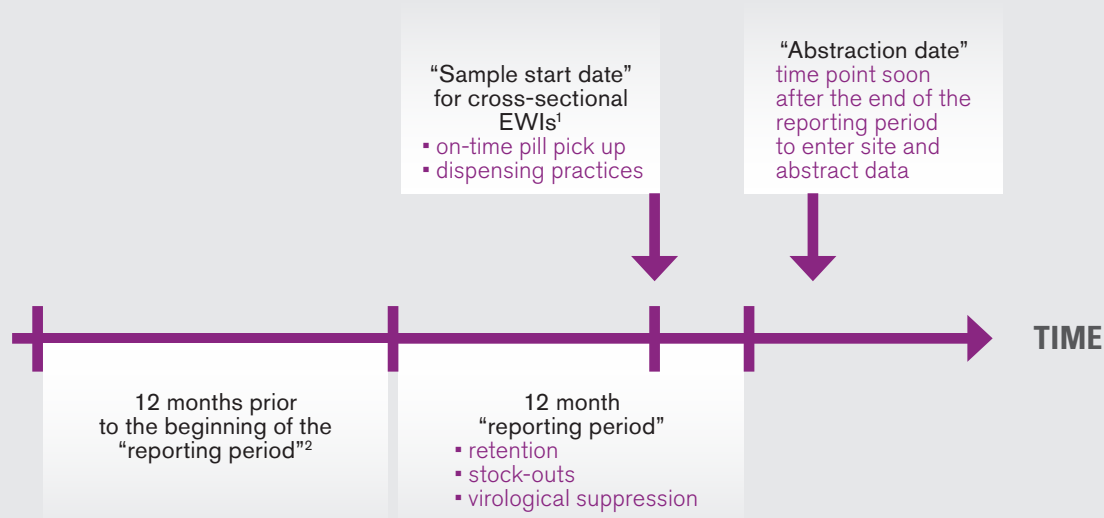 “Sample start date”
for cross-sectional
EWIs¹
▪ on-time pill pick up
▪ dispensing practices
“Abstraction date”
time point soon
after the end of the
reporting period
to enter site and
abstract data
TIME
12 months prior
to the beginning of the
“reporting period”²
12 month
“reporting period”
▪ retention
▪ stock-outs
▪ virological suppression